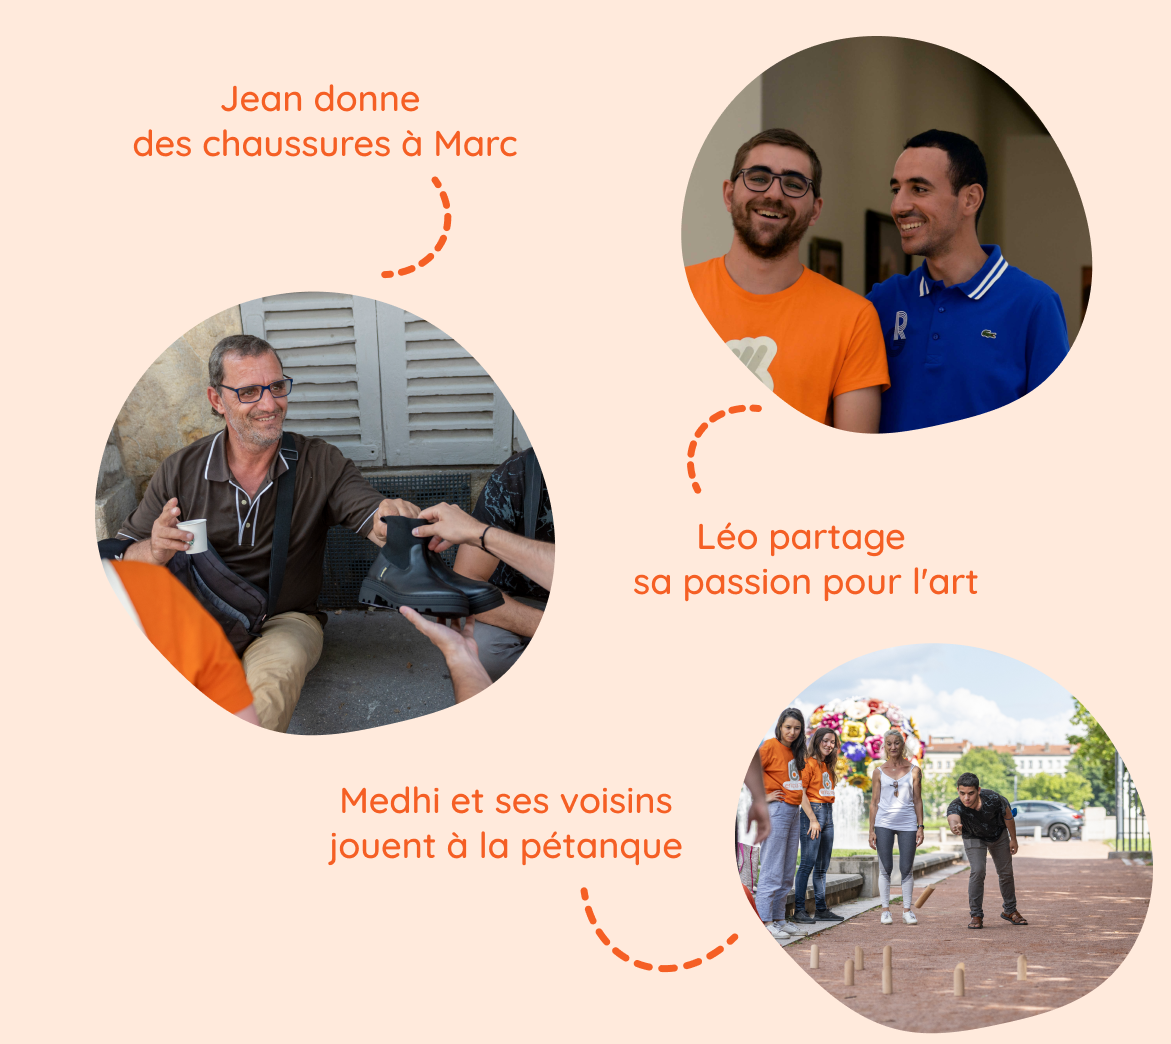 Jean donne
des chaussures à Marc
R
Léo partage
sa passion pour l'art
Medhi et ses voisins
jouent à la pétanque